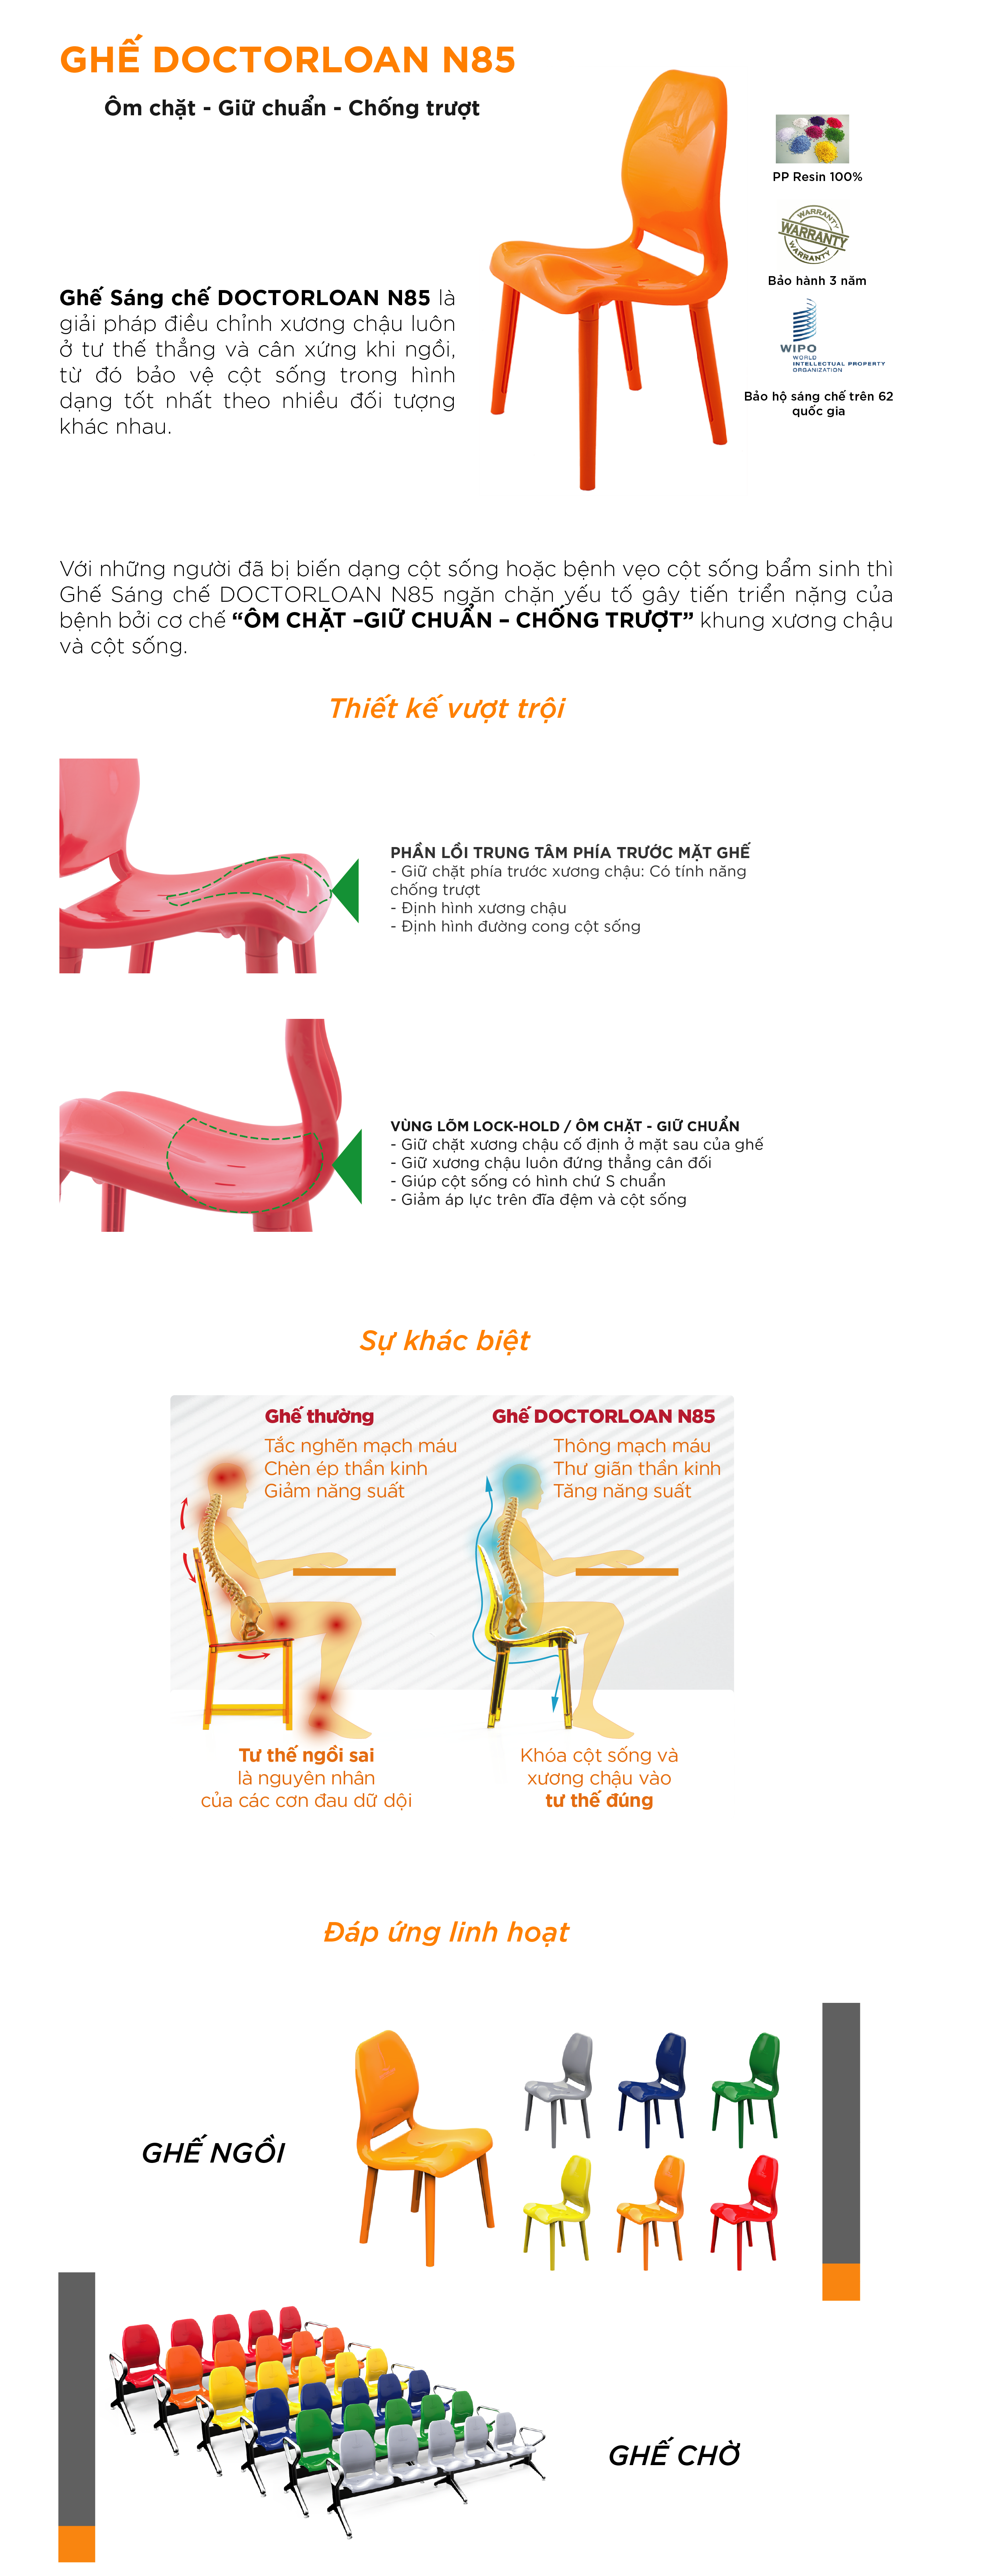 GHẾ DOCTORLOAN N85
Ôm chặt - Giữ chuẩn - Chống trượt
PP Resin 100%
WARRANTY
WARRANTY
WARRANTY
Bảo hành 3 năm
WIPO
WORLD
INTELLECTUAL PROPERTY
ORGANIZATION
Bảo hộ sáng chế trên 62
quốc gia
Ghế Sáng chế DOCTORLOAN N85 là
giải pháp điều chỉnh xương chậu luôn
ở tư thế thẳng và cân xứng khi ngồi,
từ đó bảo vệ cột sống trong hình
dạng tốt nhất theo nhiều đối tượng
khác nhau.
Với những người đã bị biến dạng cột sống hoặc bệnh vẹo cột sống bẩm sinh thì
Ghế Sáng chế DOCTORLOAN N85 ngăn chặn yếu tố gây tiến triển nặng của
bệnh bởi cơ chế “ÔM CHẶT –GIỮ CHUẨN – CHỐNG TRƯỢT” khung xương chậu
và cột sống.
Thiết kế vượt trội
PHẦN LỒI TRUNG TÂM PHÍA TRƯỚC MẶT GHẾ
- Giữ chặt phía trước xương chậu: Có tính năng
chống trượt
- Định hình xương chậu
- Định hình đường cong cột sống
VÙNG LÕM LOCK-HOLD / ÔM CHẶT - GIỮ CHUẨN
- Giữ chặt xương chậu cố định ở mặt sau của ghế
- Giữ xương chậu luôn đứng thẳng cân đối
- Giúp cột sống có hình chứ S chuẩn
- Giảm áp lực trên đĩa đệm và cột sống
Sự khác biệt
Ghế thường
Tắc nghẽn mạch máu
Chèn ép thần kinh
Giảm năng suất
Ghế DOCTORLOAN N85
Thông mạch máu
Thư giãn thần kinh
Tăng năng suất
Tư thế ngồi sai
là nguyên nhân
của các cơn đau dữ dội
Khóa cột sống và
xương chậu vào
tư thế đúng
Đáp ứng linh hoạt
GHẾ NGỒI
GHẾ CHỜ